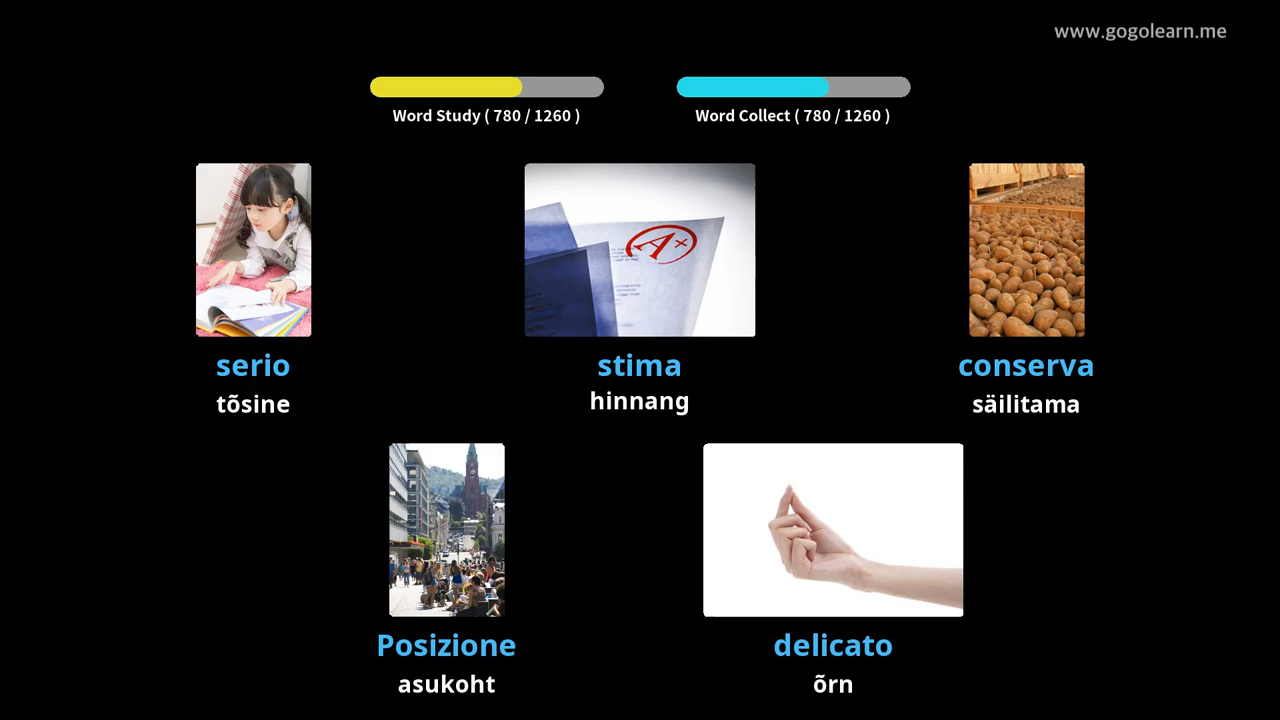 www.gogolearn.me
Word Study ( 780 / 1260 )
Word Collect ( 780 / 1260 )
A+
serio
tõsine
stima
hinnang
conserva
säilitama
Posizione
asukoht
delicato
õrn